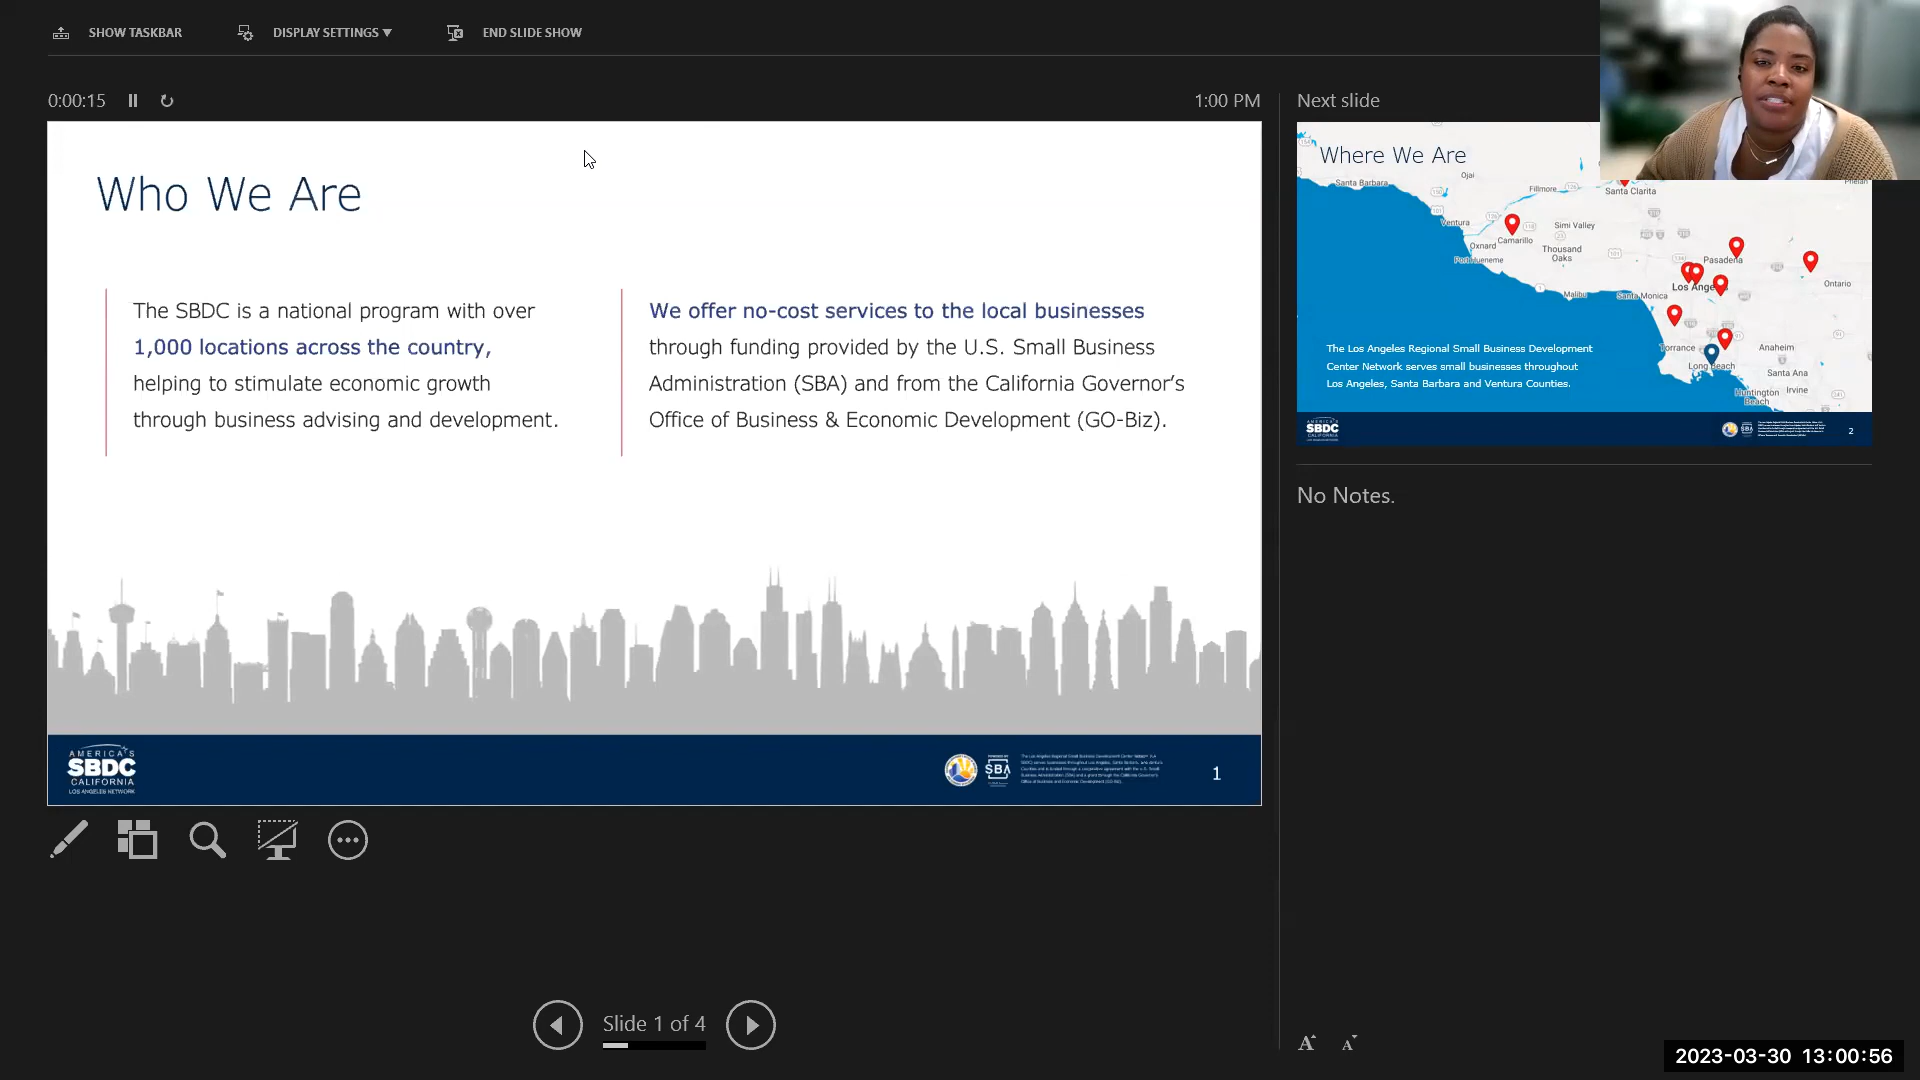 SHOW TASKBAR
DISPLAY SETTINGS ▼
END SLIDE SHOW
0:00:15
1:00 PM
Who We Are
The SBDC is a national program with over
1,000 locations across the country,
helping to stimulate economic growth
through business advising and development.
We offer no-cost services to the local businesses
through funding provided by the U.S. Small Business
Administration (SBA) and from the California Governor's
Office of Business & Economic Development (GO-Biz).
AMERICA'S
SBDC
CALIFORNIA
LOS ANGELES NETWORK
POWERED BY
SBA
1
Slide 1 of 4
Next slide
Where We Are
Ojai
Santa Barbara
Fillmore
Santa Clarita
Ventura
Simi Valley
Oxnard
Camarillo
Thousand
Oaks
Port Hueneme
Pasadena
Malibu
Santa Monica
Los Angeles
Ontario
Torrance
Anaheim
Long Beach
Santa Ana
Huntington
Beach
Irvine
The Los Angeles Regional Small Business Development
Center Network serves small businesses throughout
Los Angeles, Santa Barbara and Ventura Counties.
SBDC
CALIFORNIA
SBA
2
No Notes.
A
A
2023-03-30 13:00:56